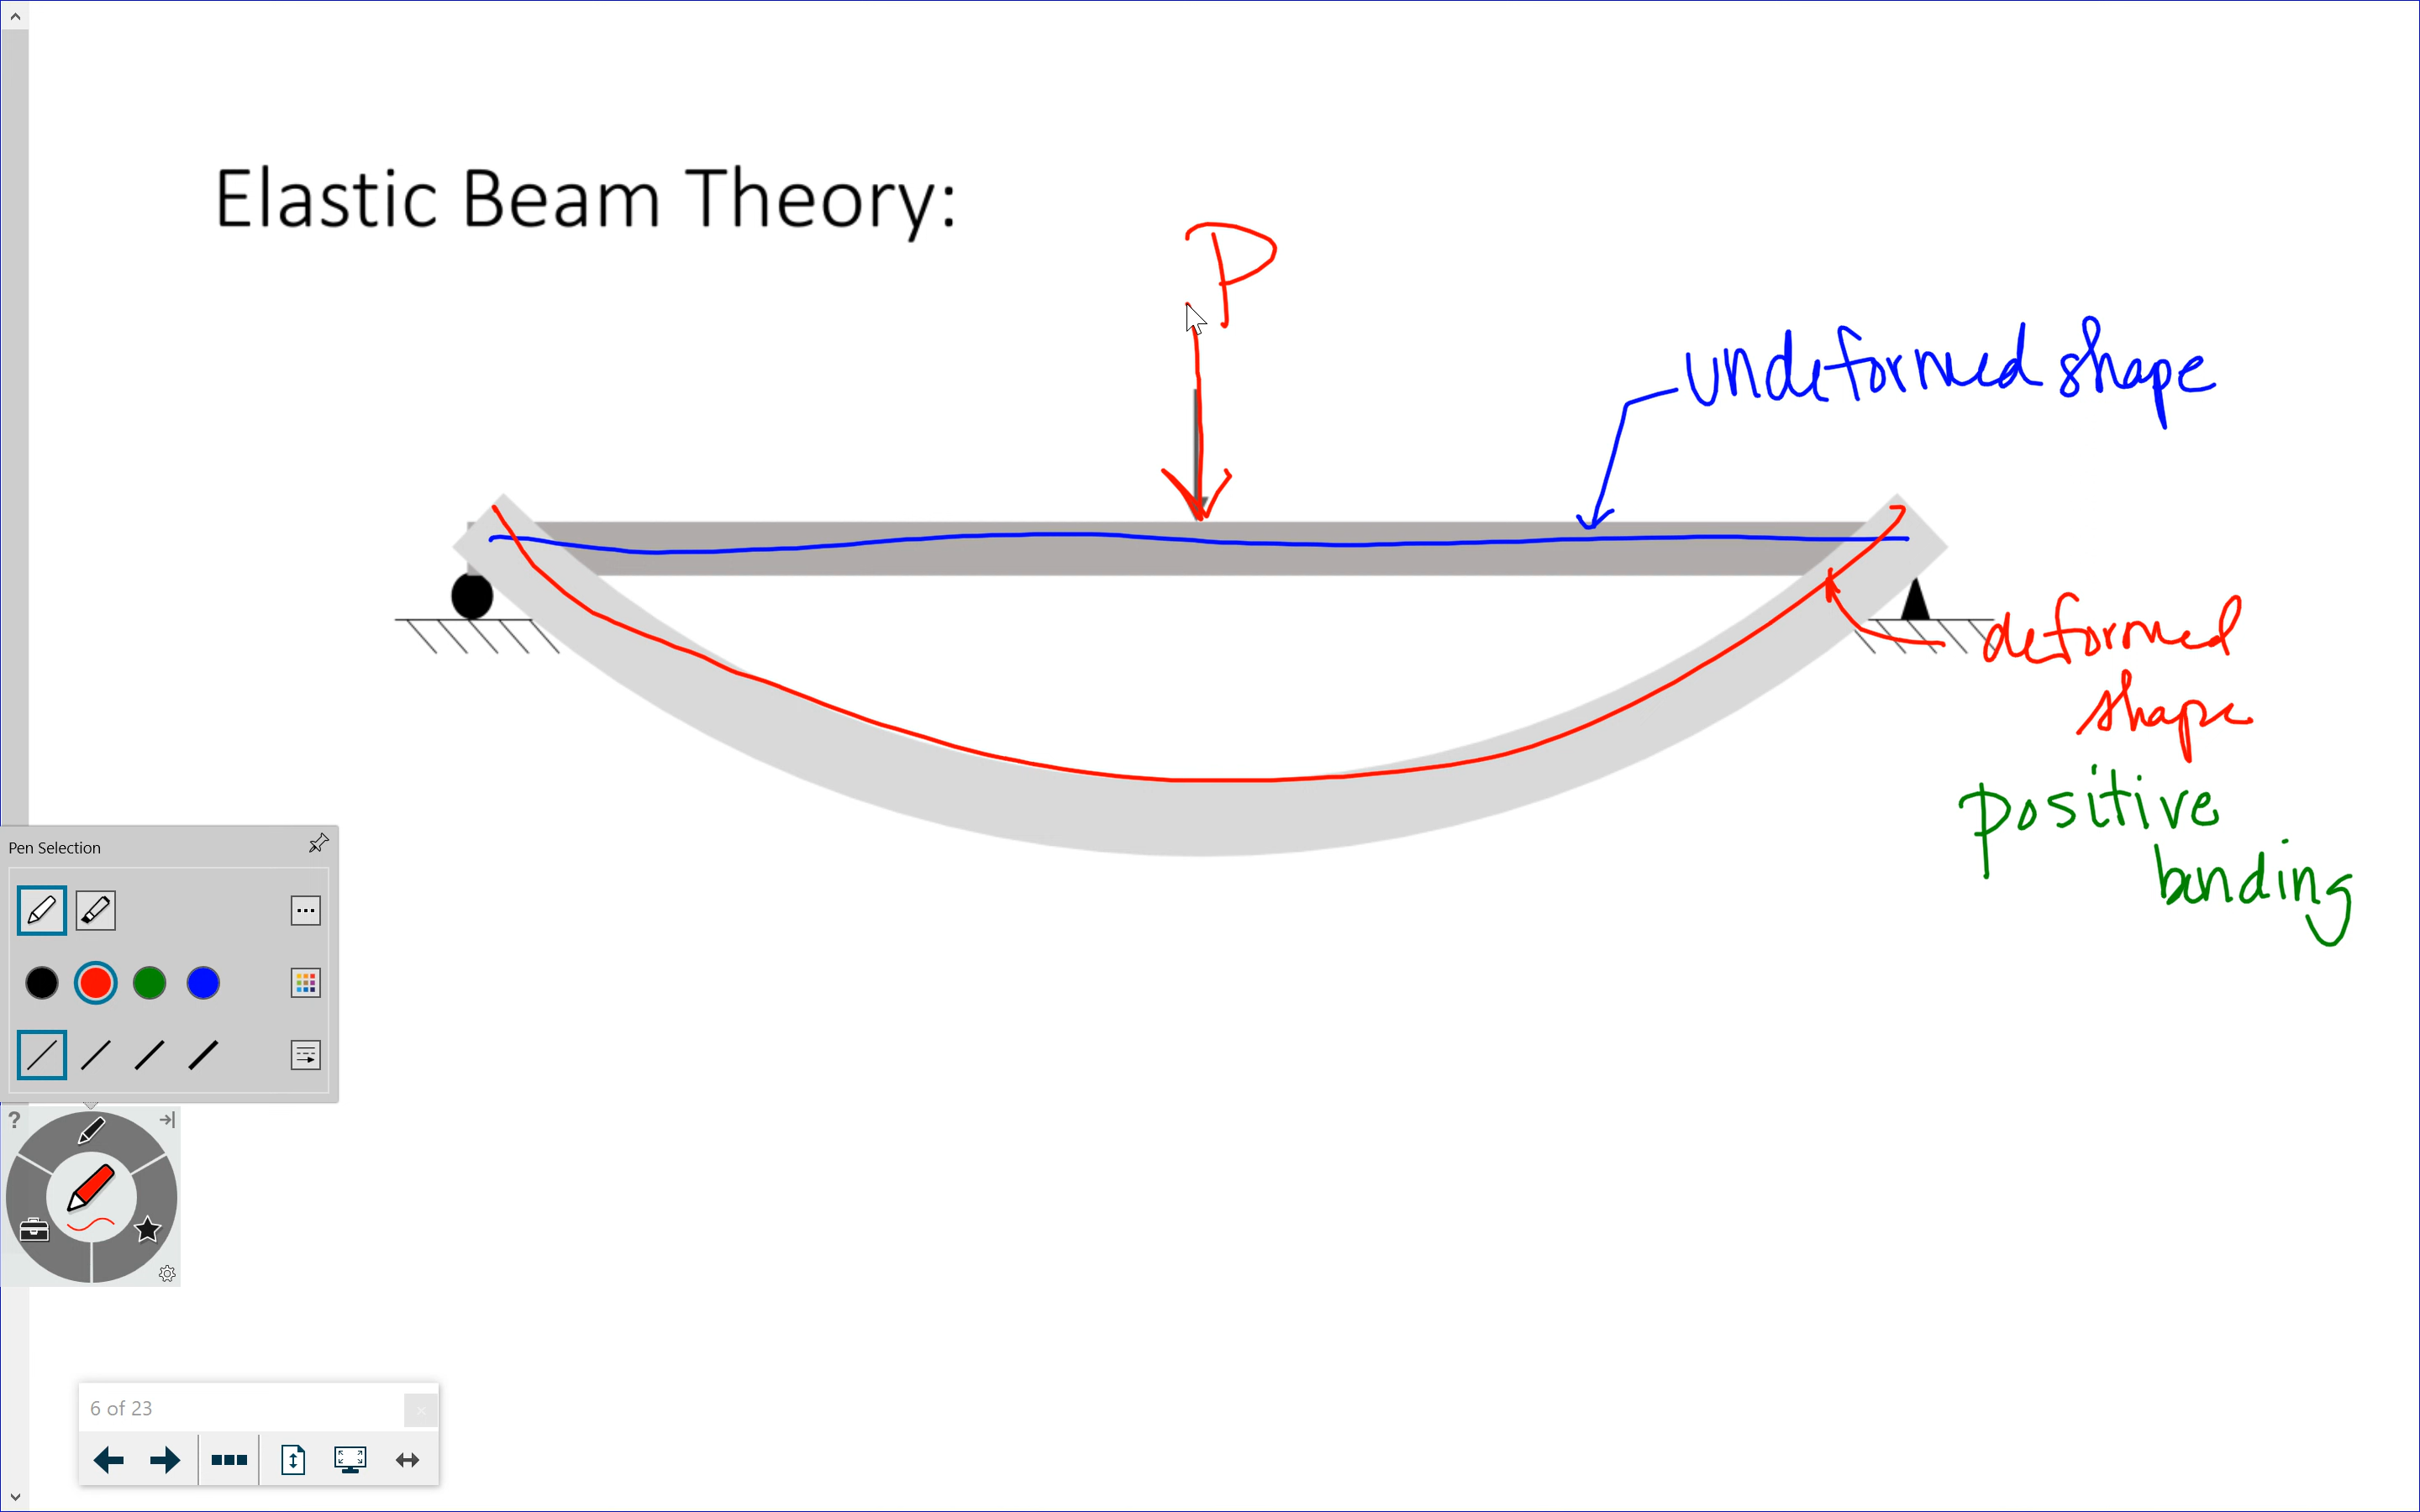 Elastic Beam Theory:
P
undeformed shape
deformed
shape
positive
bending
Pen Selection
?
6 of 23